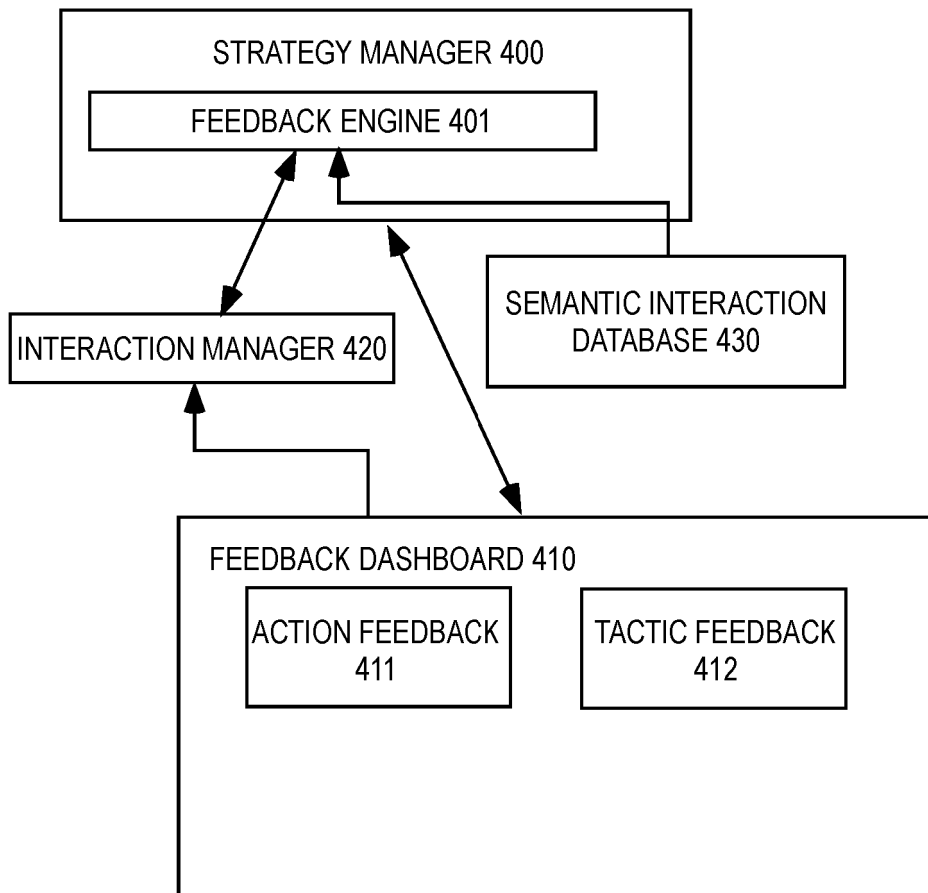 STRATEGY MANAGER 400
FEEDBACK ENGINE 401
SEMANTIC INTERACTION
DATABASE 430
INTERACTION MANAGER 420
FEEDBACK DASHBOARD 410
ACTION FEEDBACK
411
TACTIC FEEDBACK
412